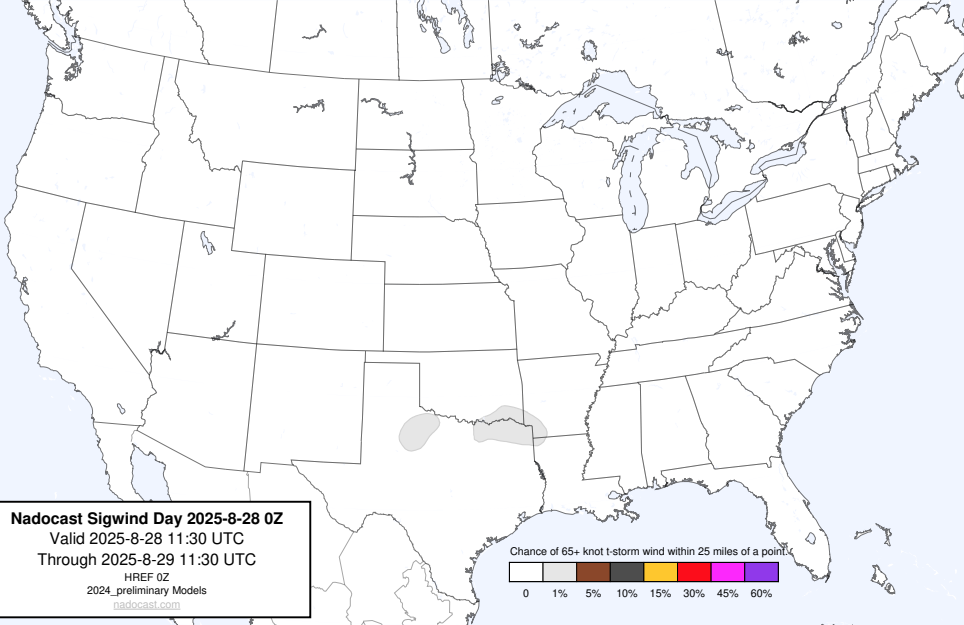 Nadocast Sigwind Day 2025-8-28 0Z
Valid 2025-8-28 11:30 UTC
Through 2025-8-29 11:30 UTC
HREF 0Z
2024_preliminary Models
nadocast.com
Chance of 65+ knot t-storm wind within 25 miles of a point.
0 1% 5% 10% 15% 30% 45% 60%